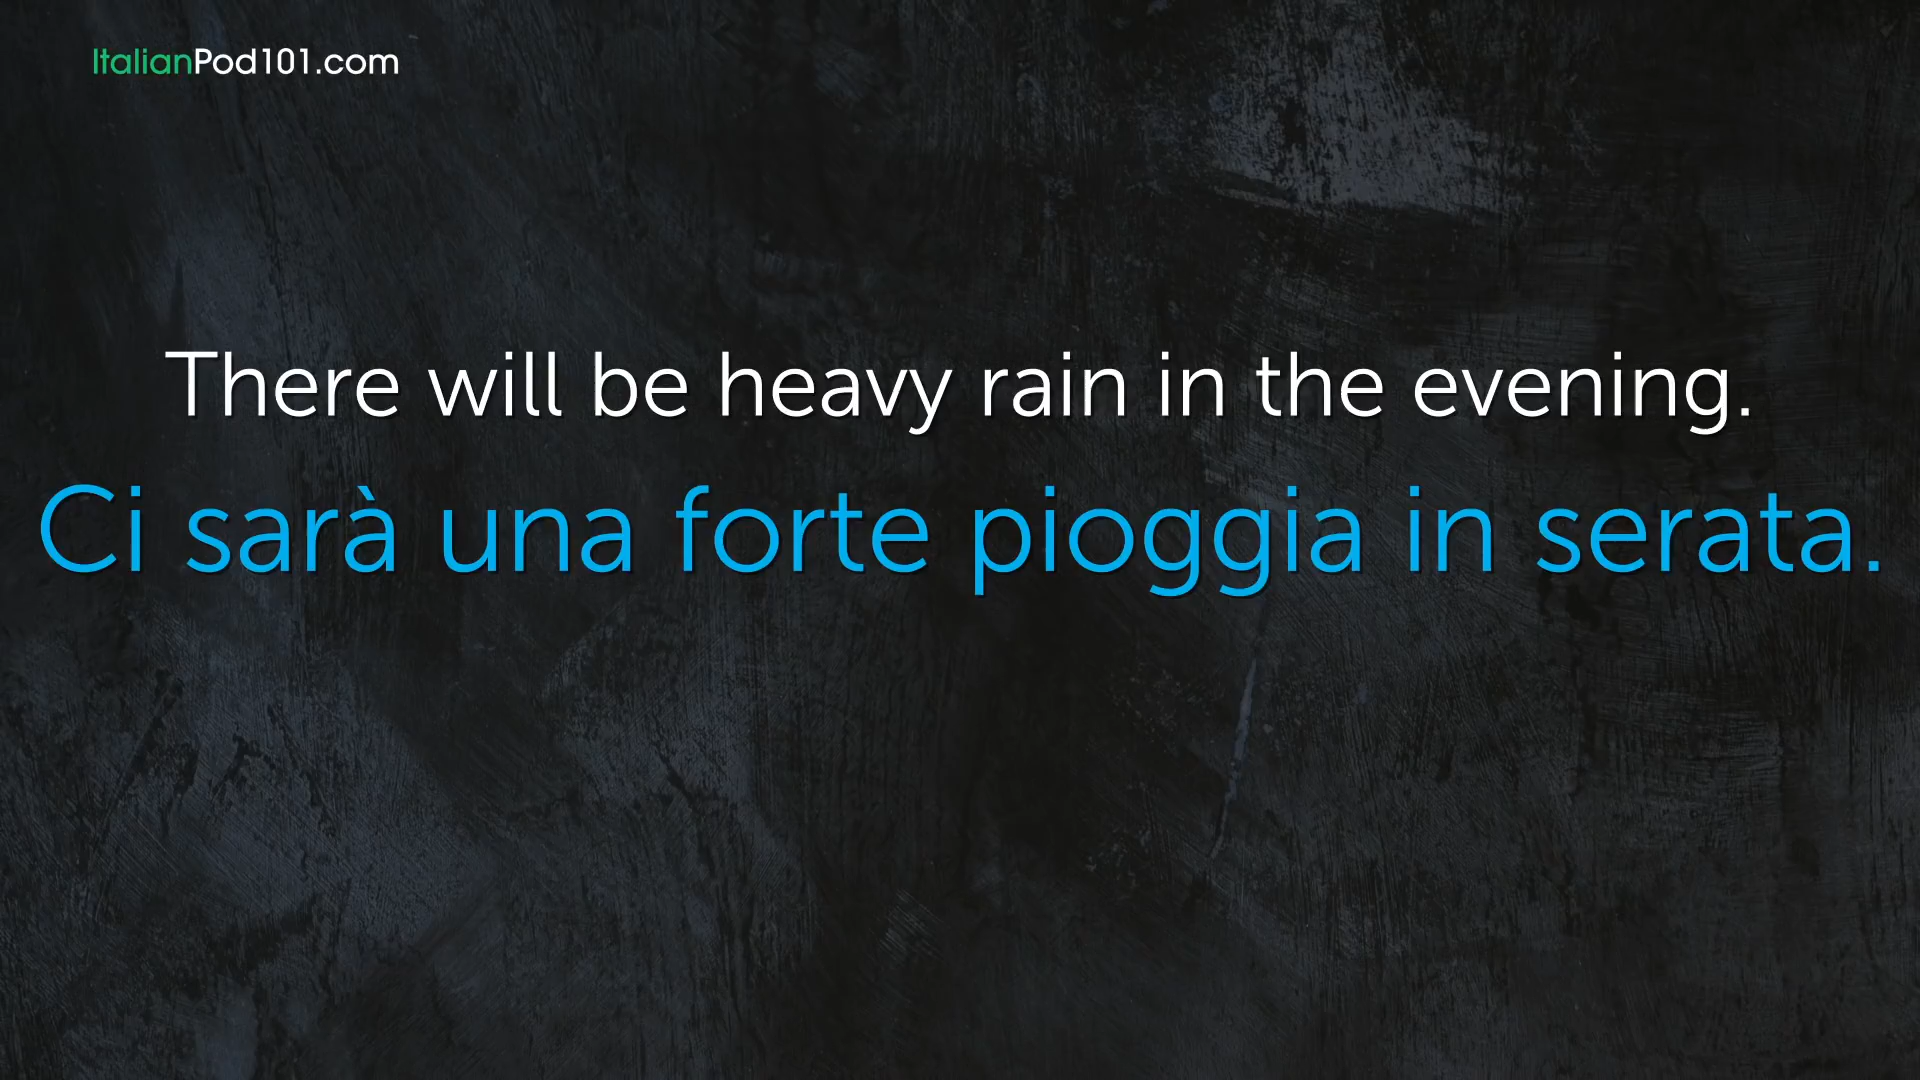 ItalianPod101.com
There will be heavy rain in the evening.
Ci sarà una forte pioggia in serata.